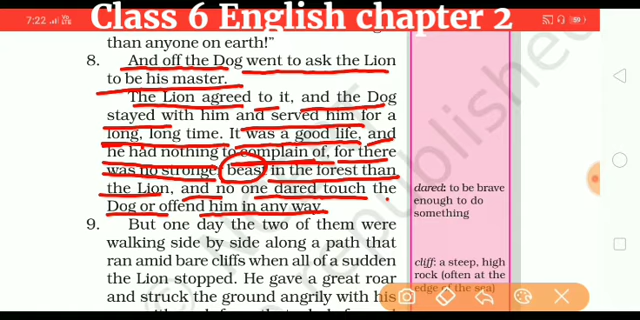 Class 6 English chapter 2
7:22
than anyone on earth!"
8. And off the Dog went to ask the Lion
to be his master.
The Lion agreed to it, and the Dog
stayed with him and served him for a
long, long time. It was a good life, and
he had nothing to complain of, for there
was no stronger beast in the forest than
the Lion, and no one dared touch the
Dog or offend him in any way.
dared: to be brave
enough to do
something
9. But one day the two of them were
walking side by side along a path that
ran amid bare cliffs when all of a sudden
the Lion stopped. He gave a great roar
and struck the ground angrily with his
cliff: a steep, high
rock (often at the
edge of the sea)